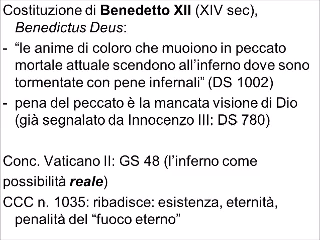 Costituzione di Benedetto XII (XIV sec),
Benedictus Deus:
- “le anime di coloro che muoiono in peccato
mortale attuale scendono all’inferno dove sono
tormentate con pene infernali” (DS 1002)
- pena del peccato è la mancata visione di Dio
(già segnalato da Innocenzo III: DS 780)
Conc. Vaticano II: GS 48 (l’inferno come
possibilità reale)
CCC n. 1035: ribadisce: esistenza, eternità,
penalità del “fuoco eterno”